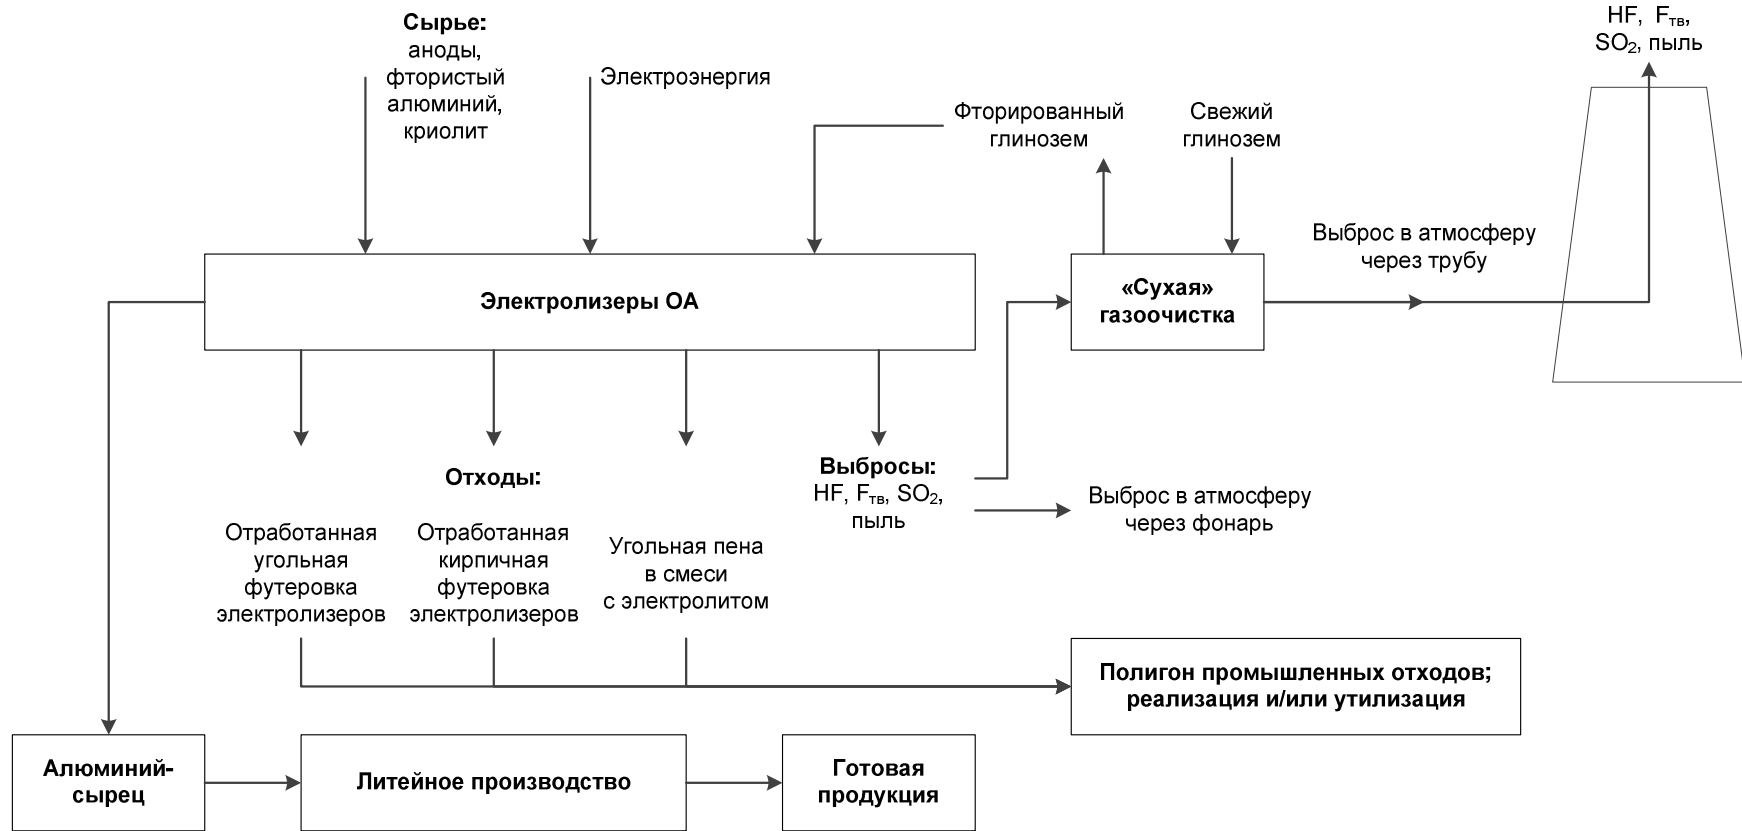 Сырье:
аноды,
фтористый
алюминий,
криолит
Электроэнергия
Фторированный
глинозем
Свежий
глинозем
HF, Fтв,
SO₂, пыль
Выброс в атмосферу
через трубу
Электролизеры ОА
«Сухая»
газоочистка
Отходы:
Выбросы:
HF, Fтв, SO₂,
пыль
Выброс в атмосферу
через фонарь
Отработанная
угольная
футеровка
электролизеров
Отработанная
кирпичная
футеровка
электролизеров
Угольная пена
в смеси
с электролитом
Полигон промышленных отходов;
реализация и/или утилизация
Алюминий-
сырец
Литейное производство
Готовая
продукция